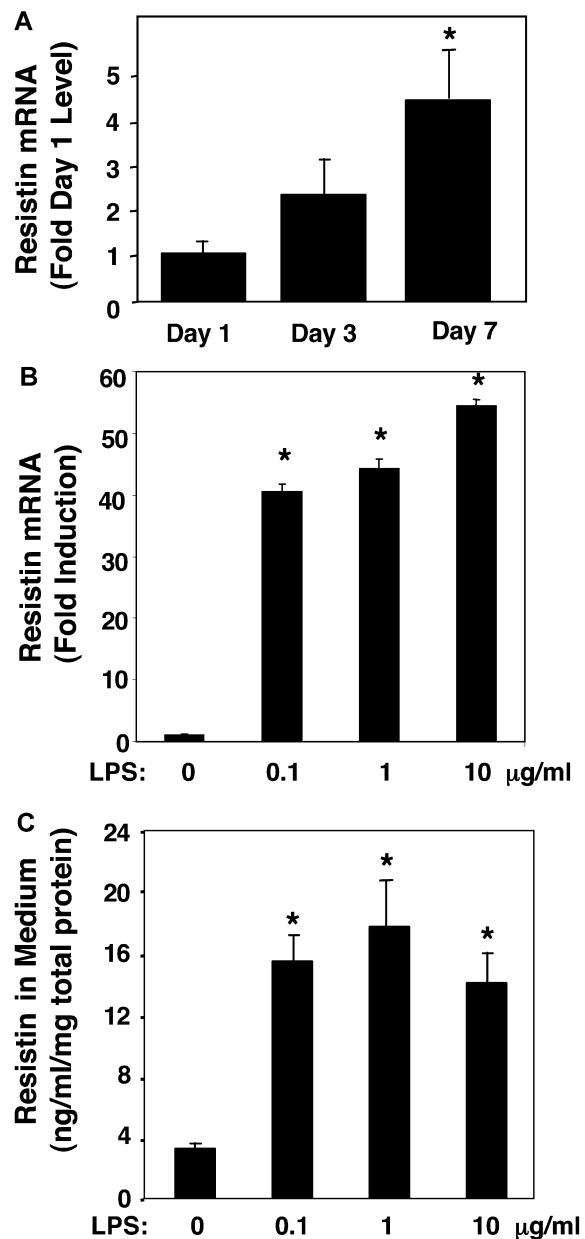 A
Resistin mRNA
(Fold Day 1 Level)
5
4
3
2
1
0
*
Day 1 Day 3 Day 7
B
Resistin mRNA
(Fold Induction)
60
50
40
30
20
10
0
* * *
LPS: 0 0.1 1 10 μg/ml
C
Resistin in Medium
(ng/ml/mg total protein)
24
20
16
12
8
4
0
* * *
LPS: 0 0.1 1 10 μg/ml